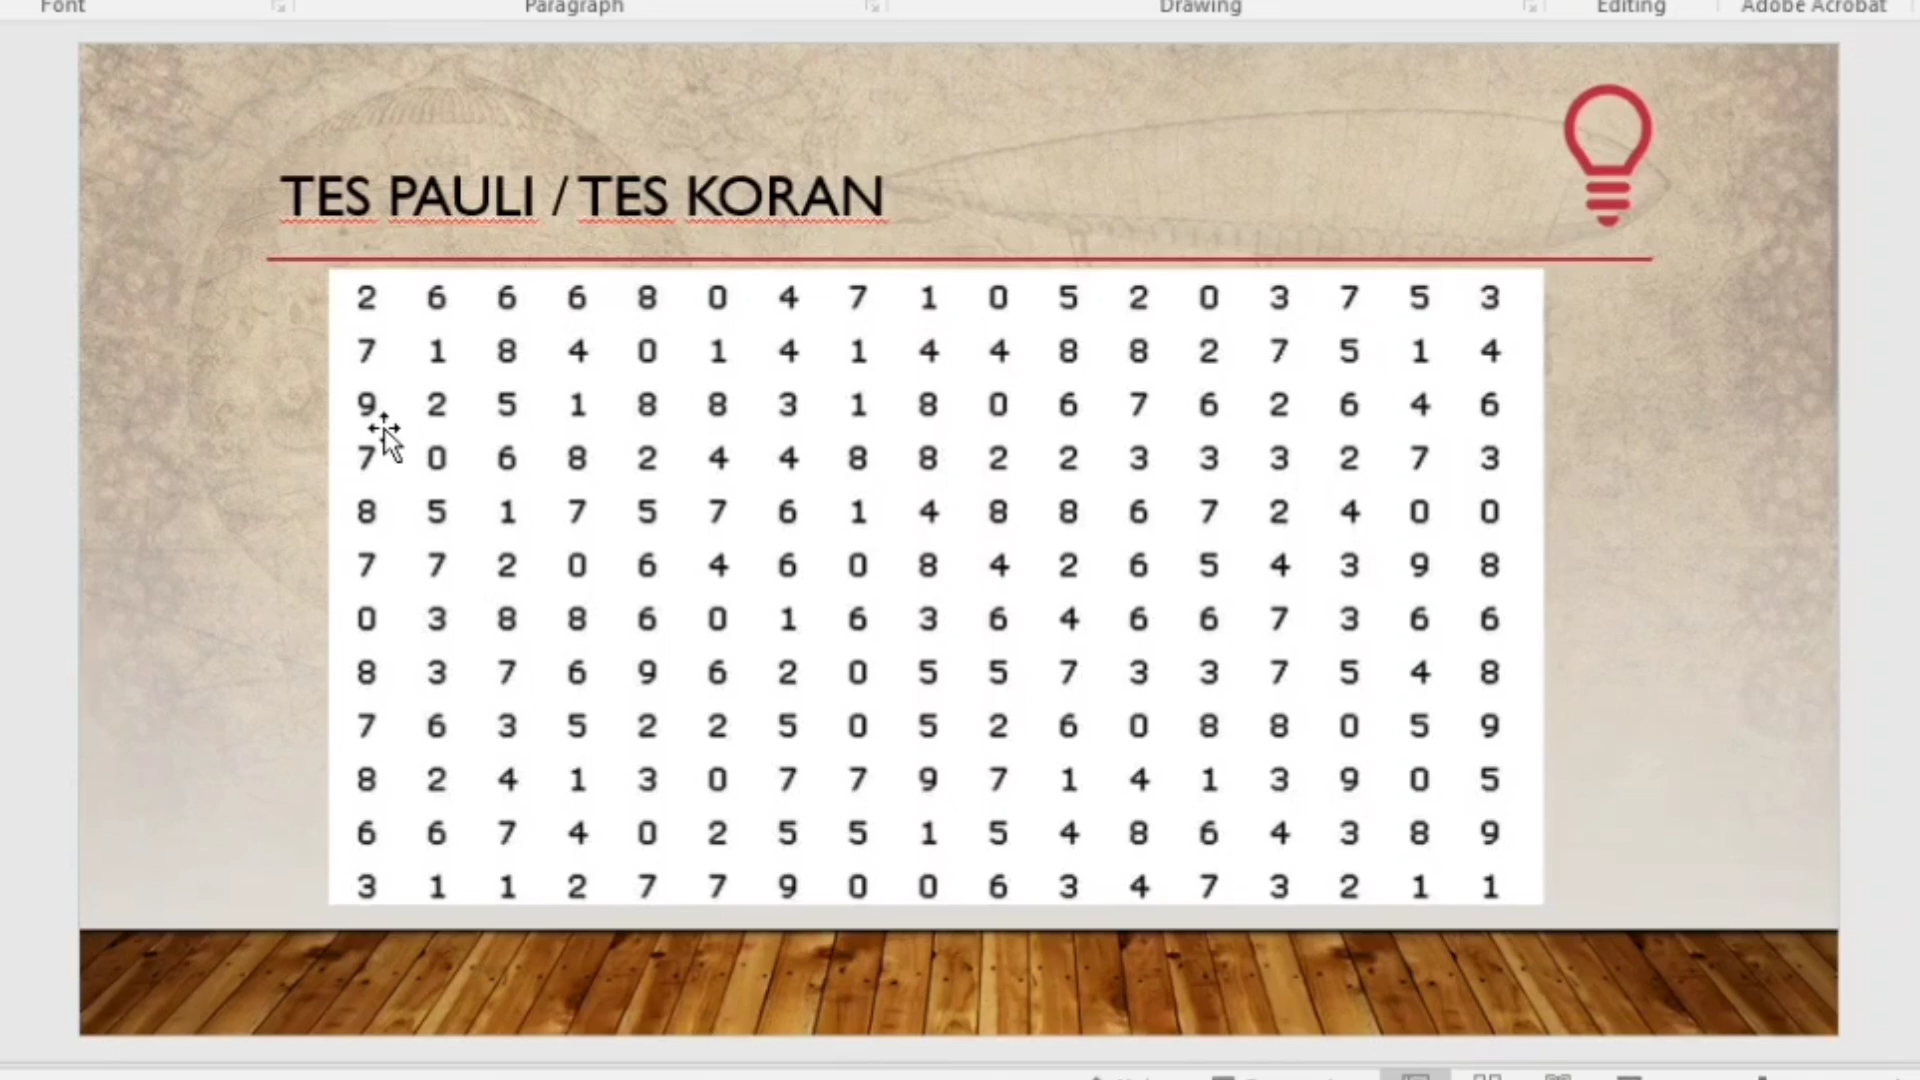 Font Paragraph Drawing Editing Adobe Acrobat
TES PAULI / TES KORAN
2 6 6 6 8 0 4 7 1 0 5 2 0 3 7 5 3
7 1 8 4 0 1 4 1 4 4 8 8 2 7 5 1 4
9 2 5 1 8 8 3 1 8 0 6 7 6 2 6 4 6
7 0 6 8 2 4 4 8 8 2 2 3 3 3 2 7 3
8 5 1 7 5 7 6 1 4 8 8 6 7 2 4 0 0
7 7 2 0 6 4 6 0 8 4 2 6 5 4 3 9 8
0 3 8 8 6 0 1 6 3 6 4 6 6 7 3 6 6
8 3 7 6 9 6 2 0 5 5 7 3 3 7 5 4 8
7 6 3 5 2 2 5 0 5 2 6 0 8 8 0 5 9
8 2 4 1 3 0 7 7 9 7 1 4 1 3 9 0 5
6 6 7 4 0 2 5 5 1 5 4 8 6 4 3 8 9
3 1 1 2 7 7 9 0 0 6 3 4 7 3 2 1 1